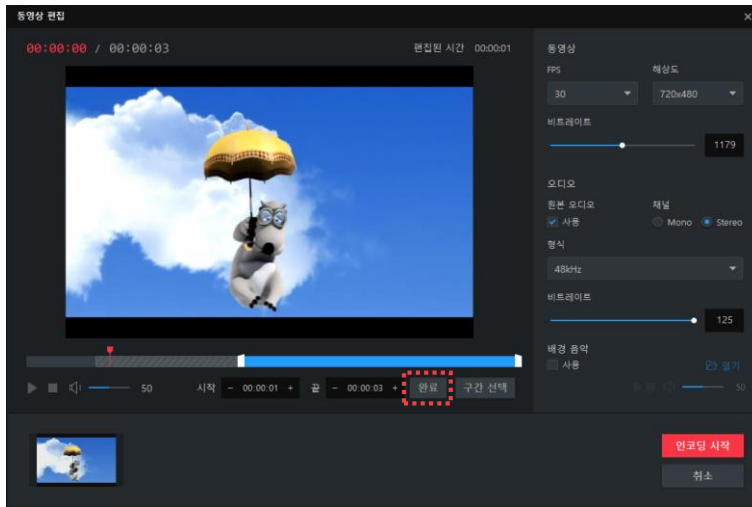 동영상 편집
00:00:00 / 00:00:03
편집된 시간 00:00:01
동영상
FPS 해상도
30 720x480
비트레이트
1179
오디오
원본 오디오 채널
사용 Mono Stereo
형식
48kHz
비트레이트
125
배경 음악
사용 열기
50
50 시작 - 00:00:01 + 끝 - 00:00:03 + 완료 구간 선택
인코딩 시작
취소